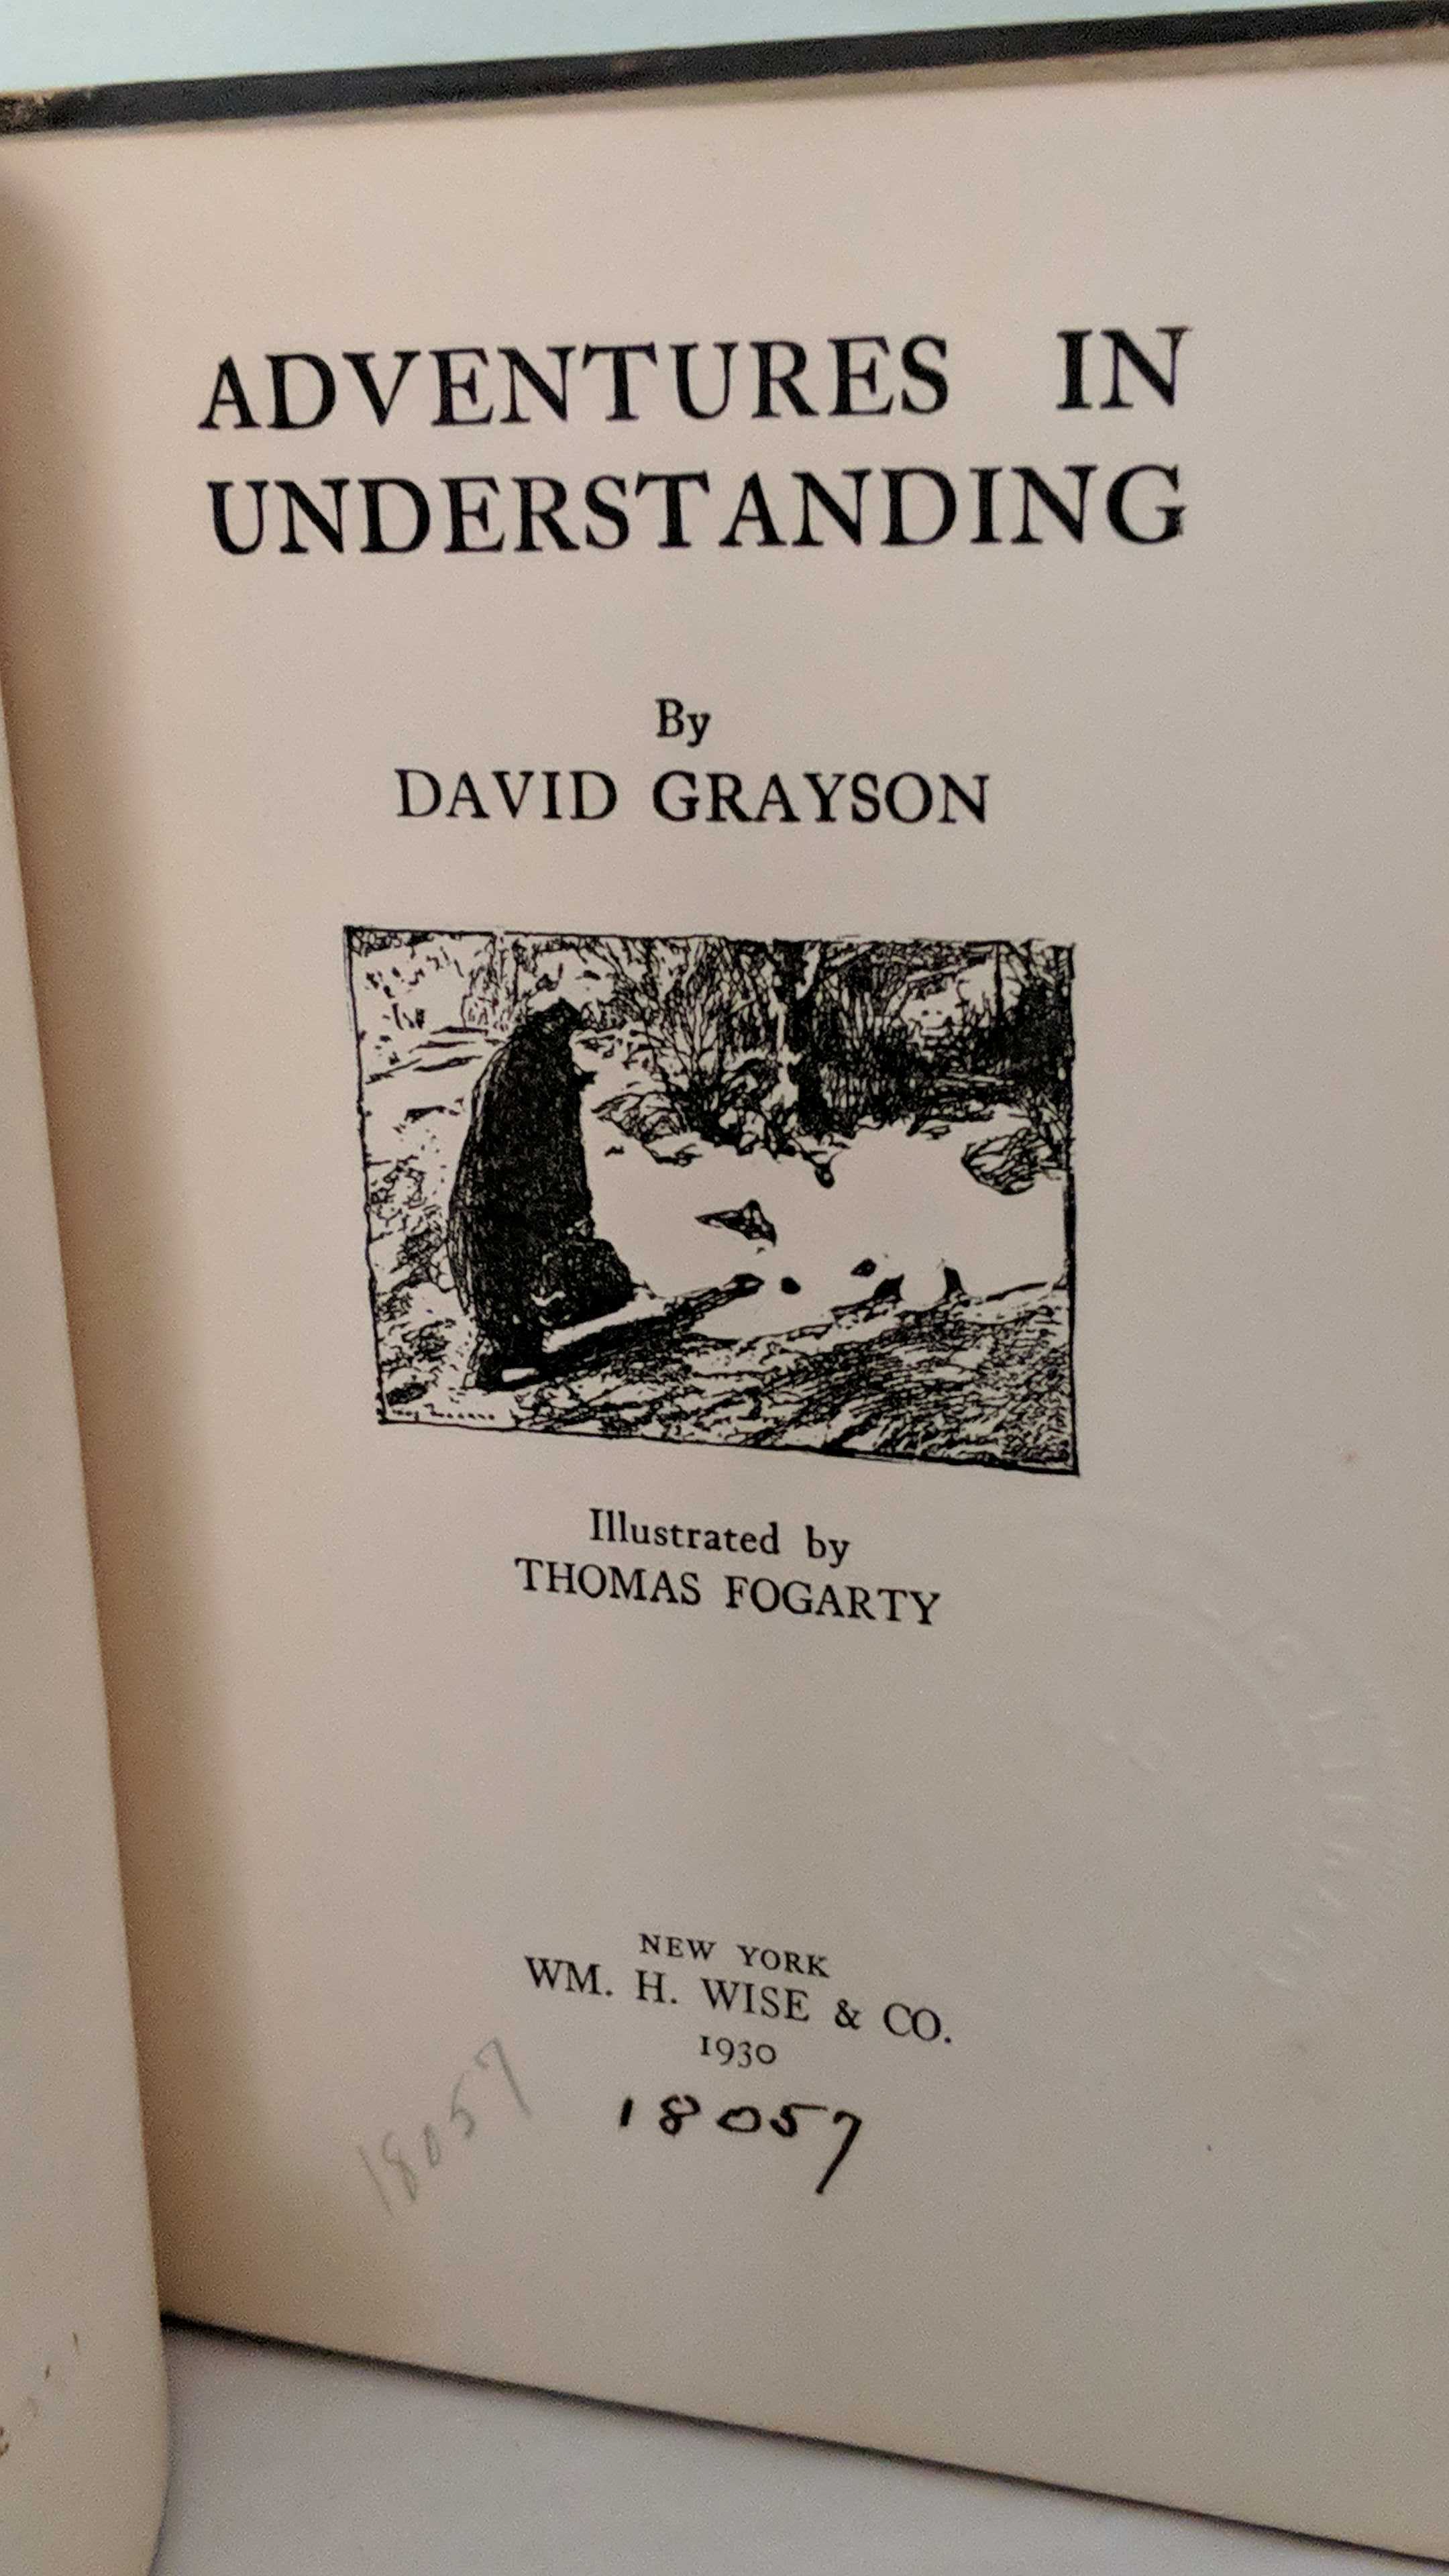 ADVENTURES IN
UNDERSTANDING
By
DAVID GRAYSON
Illustrated by
THOMAS FOGARTY
NEW YORK
WM. H. WISE & CO.
1930
18057
18057